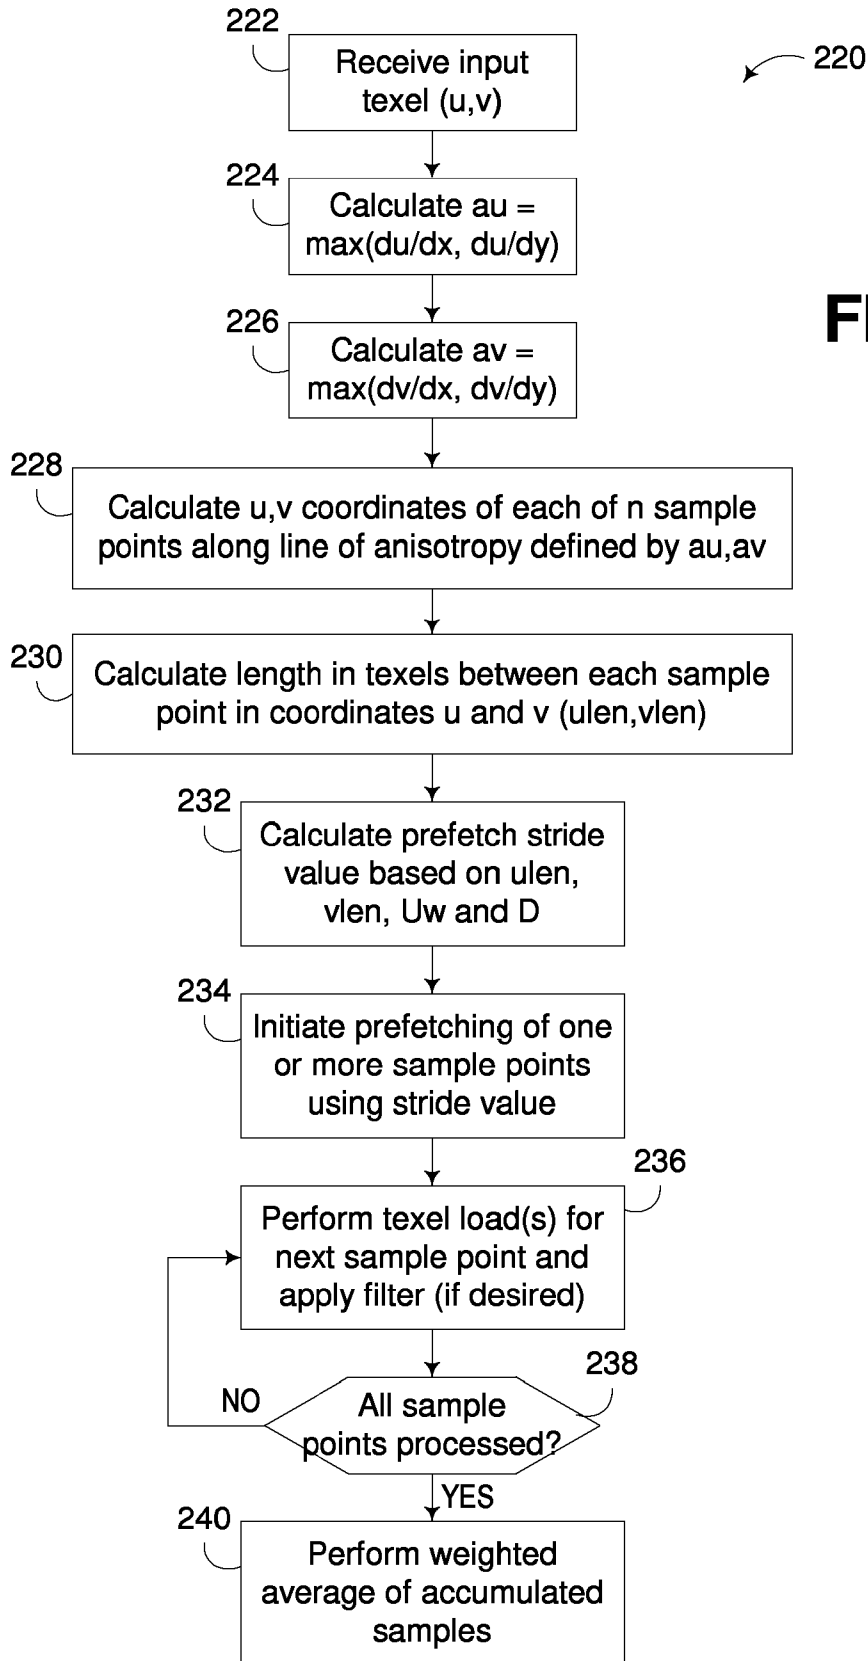 222
Receive input
texel (u,v)
220
224
Calculate au =
max(du/dx, du/dy)
226
Calculate av =
max(dv/dx, dv/dy)
228
Calculate u,v coordinates of each of n sample
points along line of anisotropy defined by au,av
230
Calculate length in texels between each sample
point in coordinates u and v (ulen,vlen)
232
Calculate prefetch stride
value based on ulen,
vlen, Uw and D
234
Initiate prefetching of one
or more sample points
using stride value
236
Perform texel load(s) for
next sample point and
apply filter (if desired)
238
NO
All sample
points processed?
YES
240
Perform weighted
average of accumulated
samples